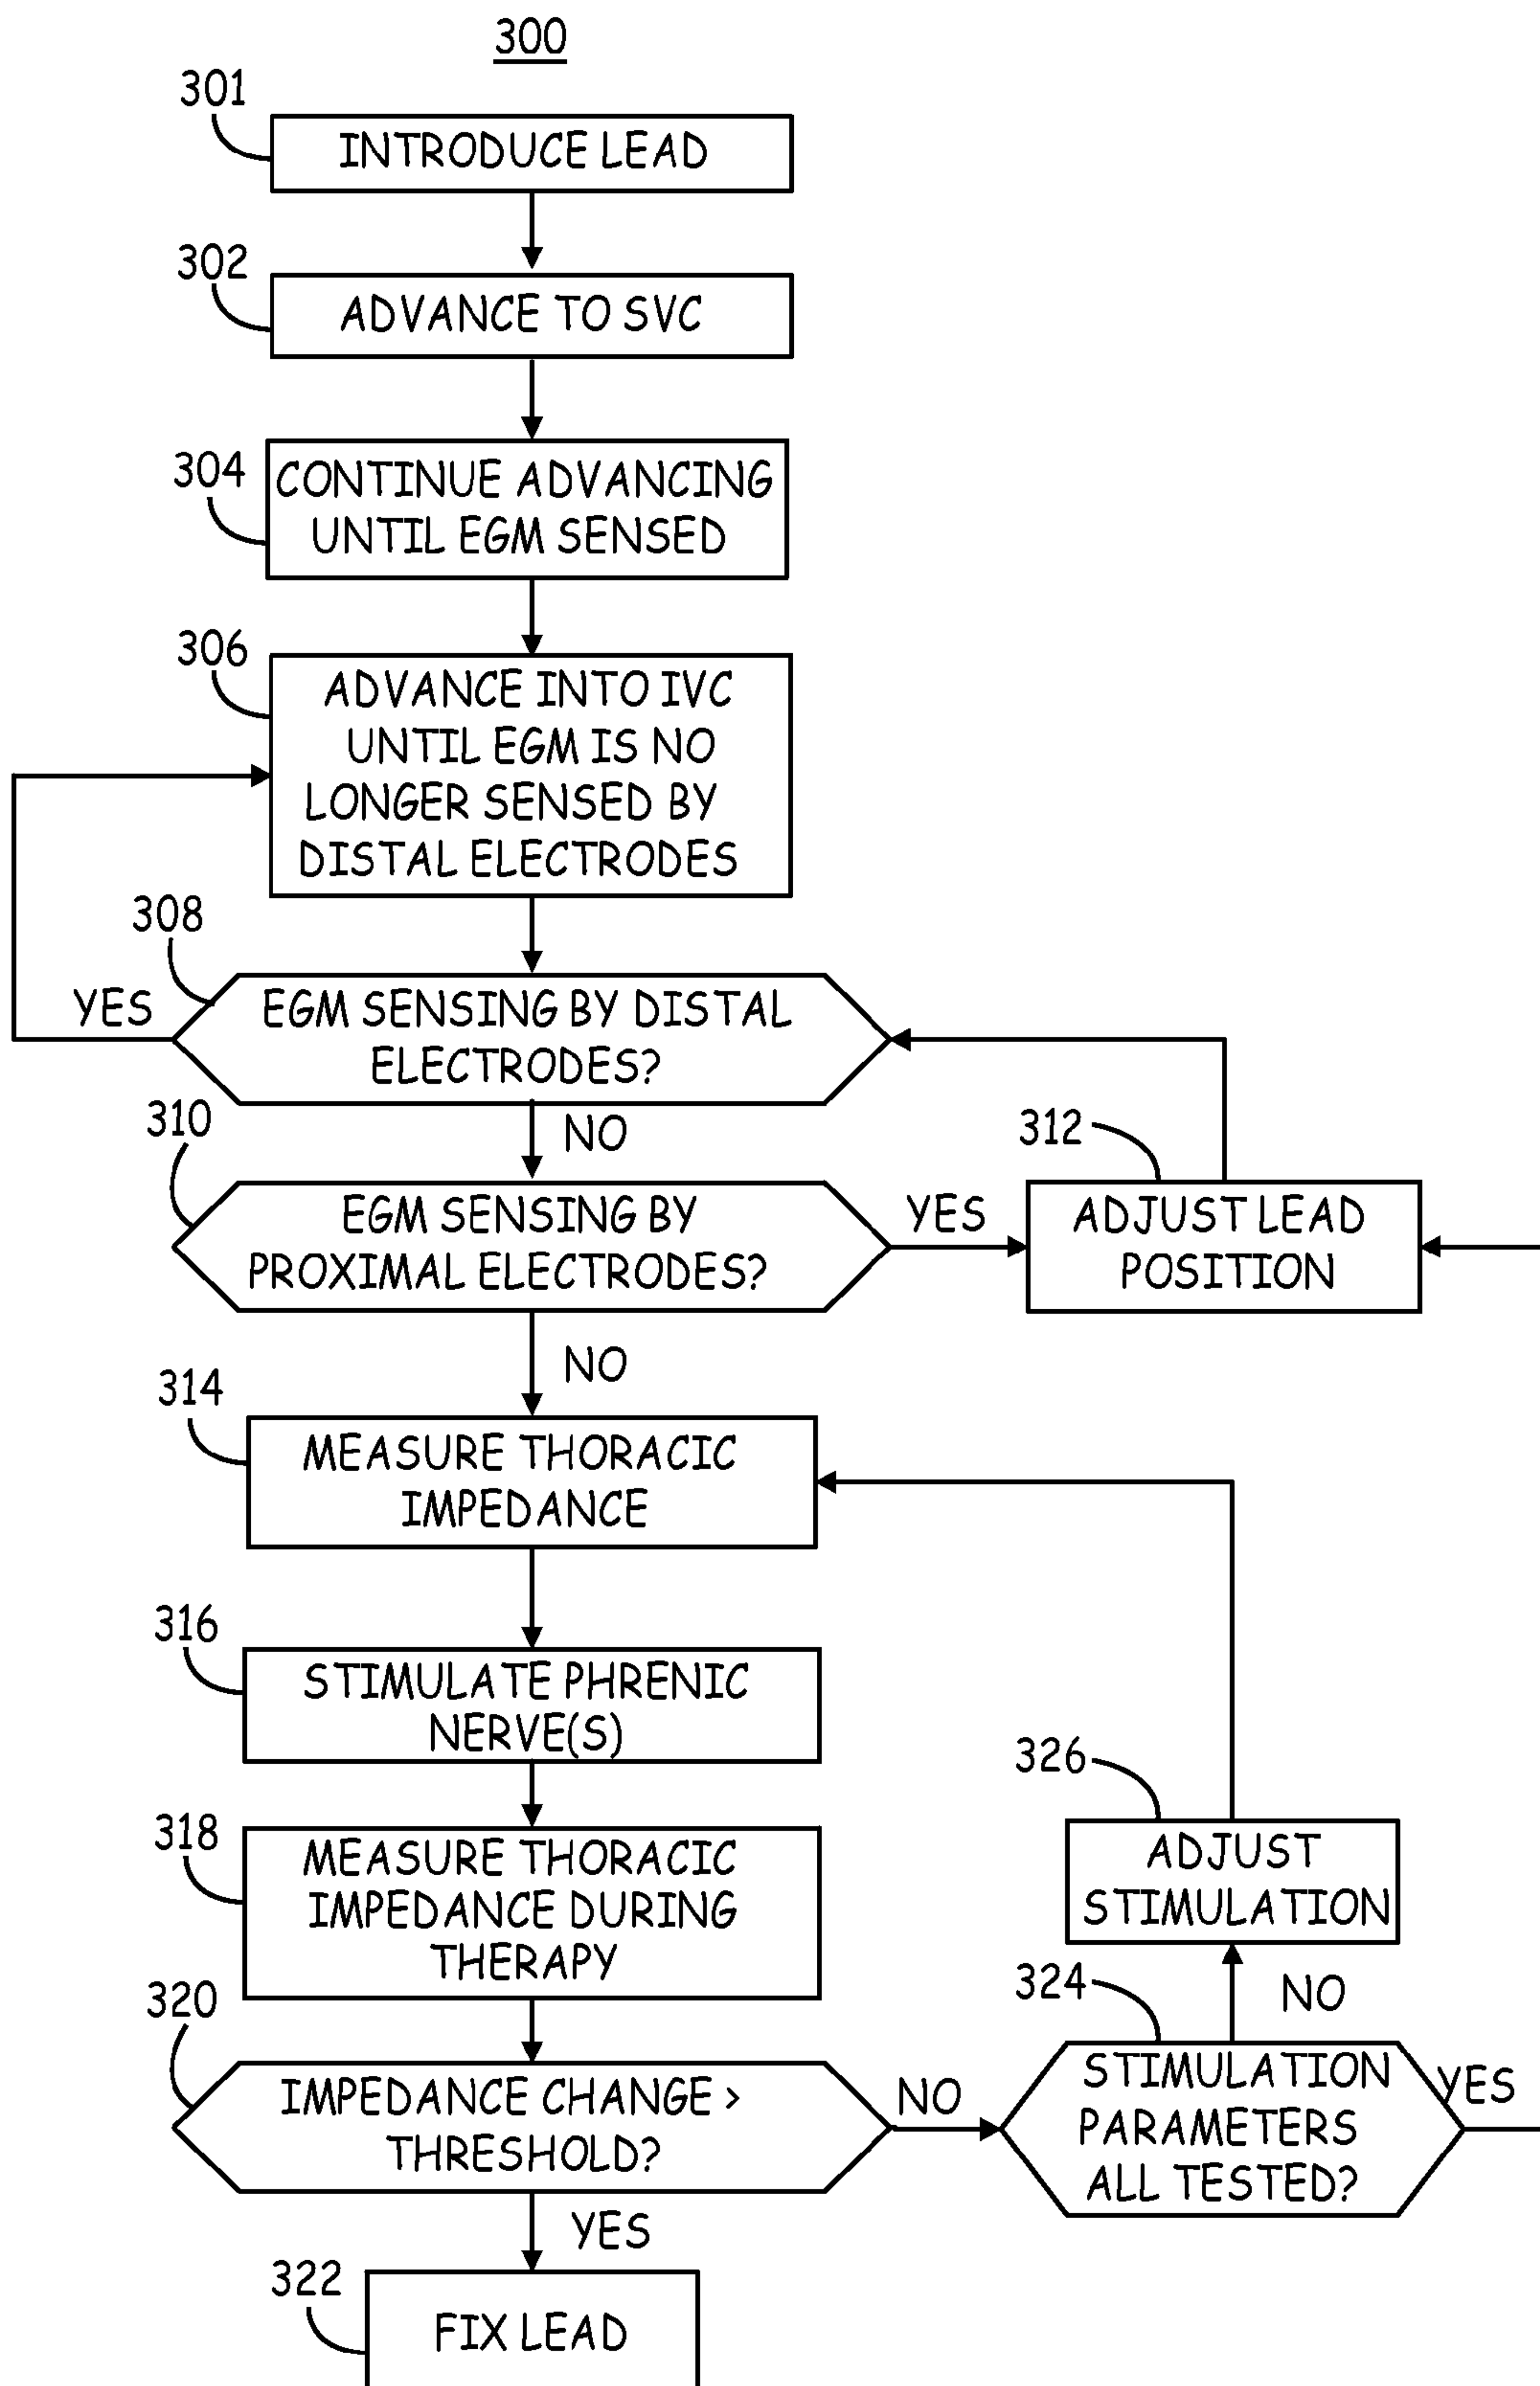 300
301
INTRODUCE LEAD
302
ADVANCE TO SVC
304
CONTINUE ADVANCING
UNTIL EGM SENSED
306
ADVANCE INTO IVC
UNTIL EGM IS NO
LONGER SENSED BY
DISTAL ELECTRODES
308
YES
EGM SENSING BY DISTAL
ELECTRODES?
NO
310
EGM SENSING BY
PROXIMAL ELECTRODES?
YES
312
ADJUST LEAD
POSITION
NO
314
MEASURE THORACIC
IMPEDANCE
316
STIMULATE PHRENIC
NERVE(S)
318
MEASURE THORACIC
IMPEDANCE DURING
THERAPY
320
IMPEDANCE CHANGE >
THRESHOLD?
NO
324
STIMULATION
PARAMETERS
ALL TESTED?
YES
NO
326
ADJUST
STIMULATION
YES
322
FIX LEAD